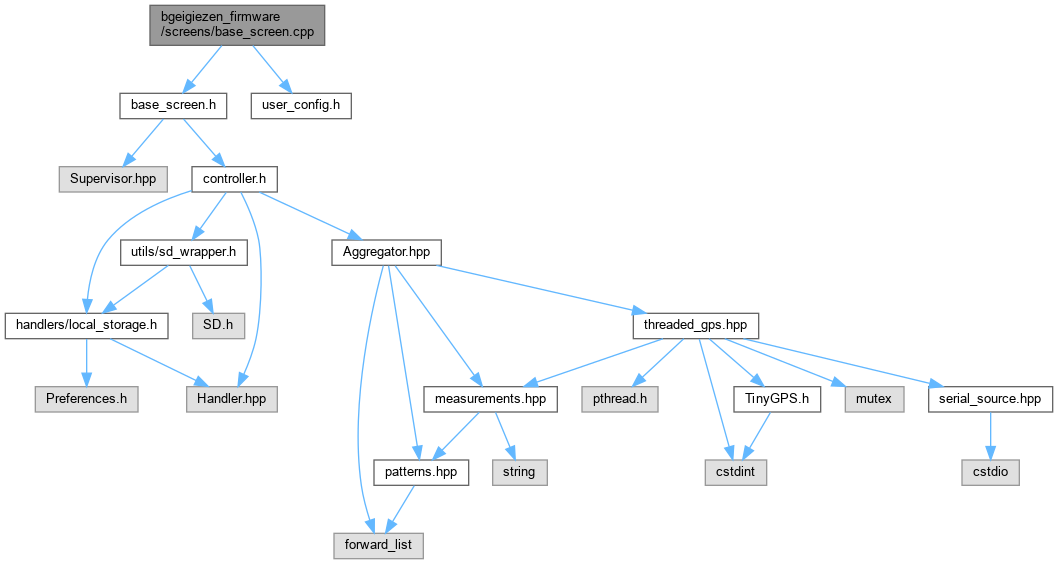 bgeigiezen_firmware
/screens/base_screen.cpp
base_screen.h
user_config.h
Supervisor.hpp
controller.h
utils/sd_wrapper.h
Aggregator.hpp
handlers/local_storage.h
SD.h
threaded_gps.hpp
Preferences.h
Handler.hpp
measurements.hpp
pthread.h
TinyGPS.h
mutex
serial_source.hpp
patterns.hpp
string
cstdint
cstdio
forward_list